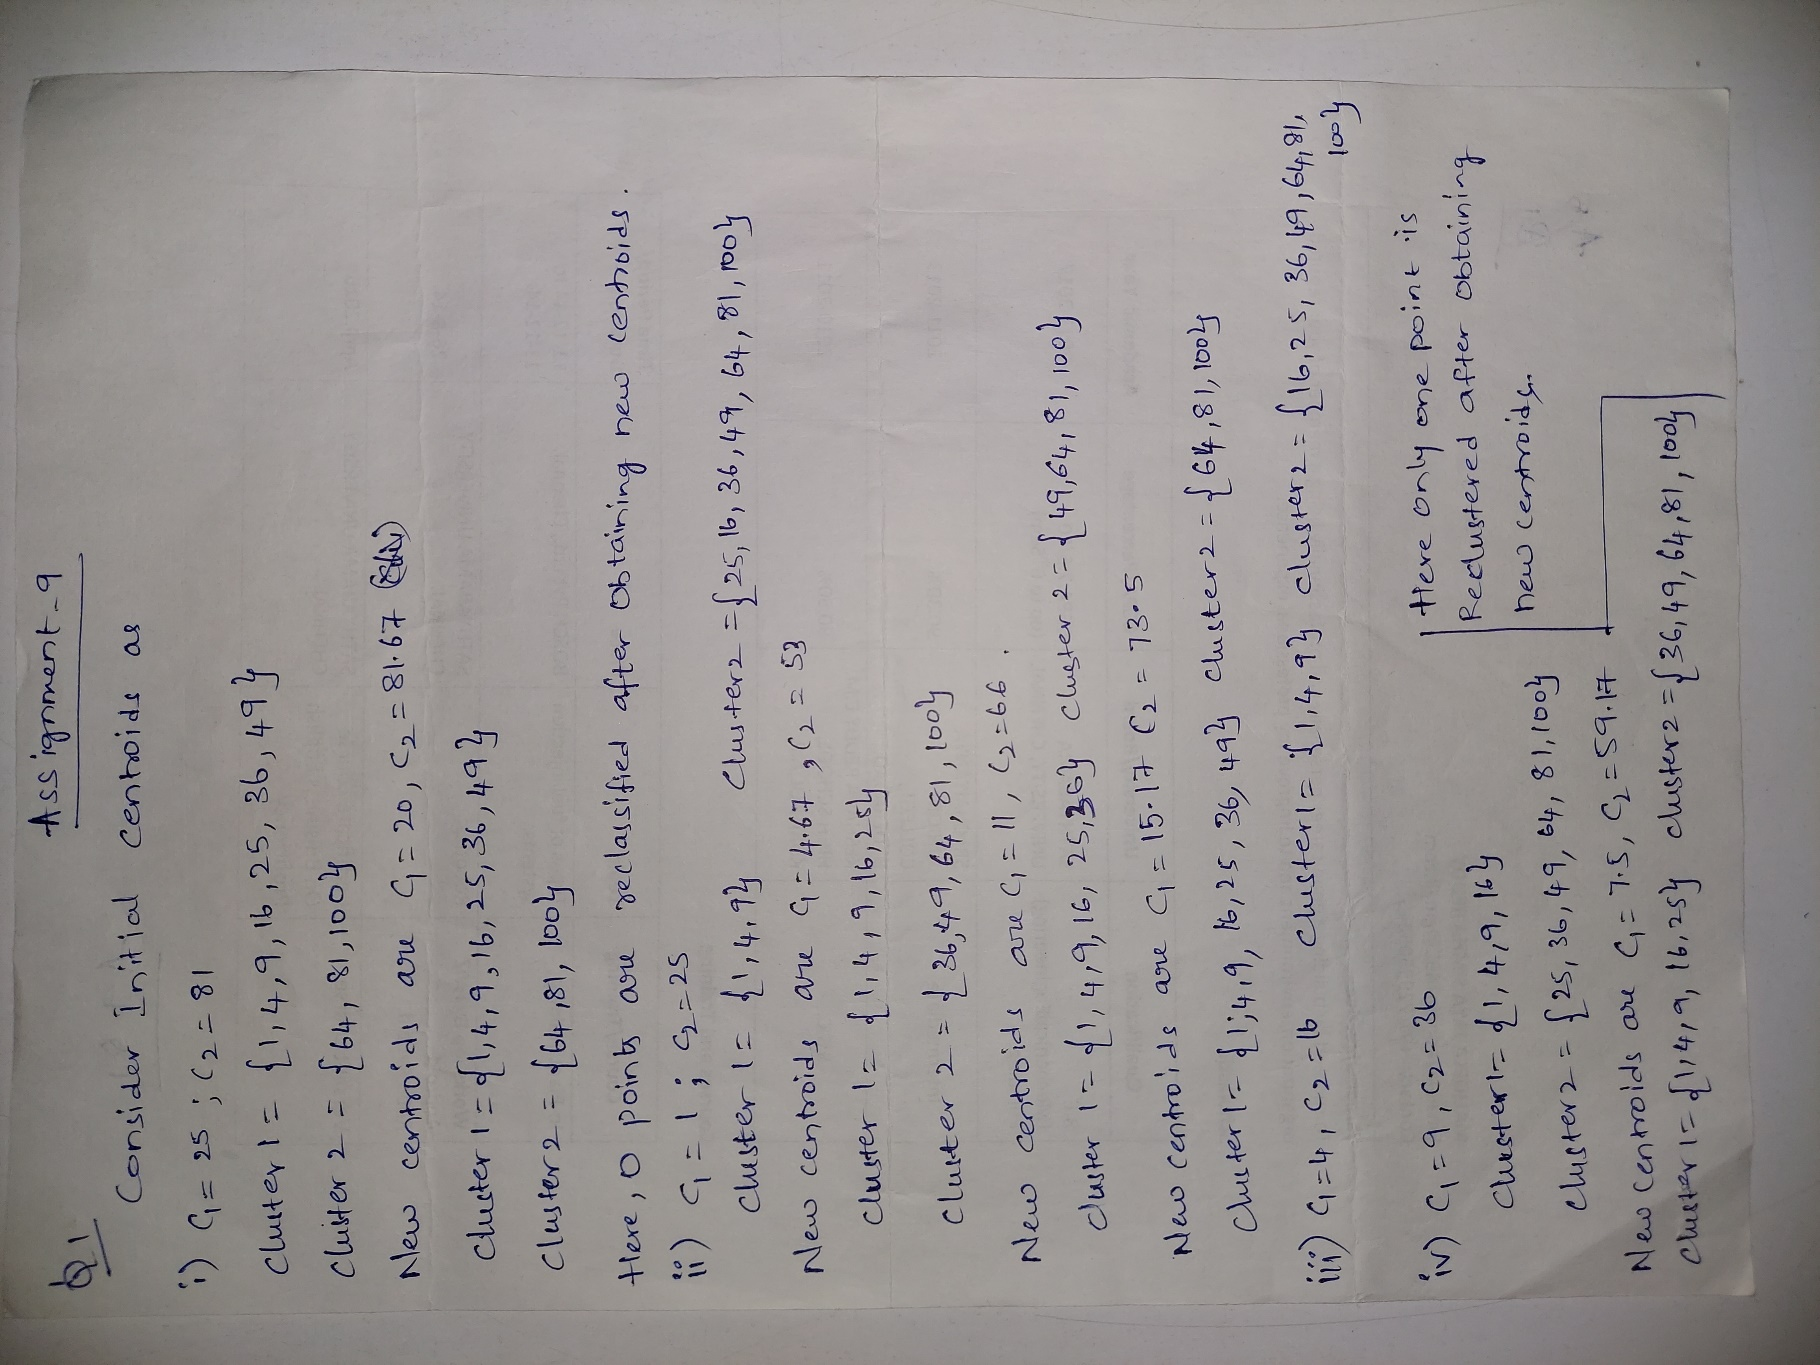 Assignment-9
Q1
Consider Initial centroids as
i) C₁ = 25 ; C₂ = 81
Cluster 1 = {1, 4, 9, 16, 25, 36, 49}
Cluster 2 = {64, 81, 100}
New centroids are C₁ = 20, C₂ = 81.67
Cluster 1 = {1, 4, 9, 16, 25, 36, 49}
Cluster 2 = {64, 81, 100}
Here, 0 points are reclassified after obtaining new centroids.
ii) C₁ = 1 ; C₂ = 25
Cluster 1 = {1, 4, 9} Cluster 2 = {25, 16, 36, 49, 64, 81, 100}
New centroids are C₁ = 4.67, C₂ = 53
Cluster 1 = {1, 4, 9, 16, 25}
Cluster 2 = {36, 49, 64, 81, 100}
New centroids are C₁ = 11, C₂ = 66.
Cluster 1 = {1, 4, 9, 16, 25, 36} Cluster 2 = {49, 64, 81, 100}
New centroids are C₁ = 15.17 C₂ = 73.5
Cluster 1 = {1, 4, 9, 16, 25, 36, 49} Cluster 2 = {64, 81, 100}
iii) C₁ = 4, C₂ = 16 Cluster 1 = {1, 4, 9} Cluster 2 = {16, 25, 36, 49, 64, 81,
100}
iv) C₁ = 9, C₂ = 36
Cluster 1 = {1, 4, 9, 16}
Cluster 2 = {25, 36, 49, 64, 81, 100}
New centroids are C₁ = 7.5, C₂ = 59.17
Cluster 1 = {1, 4, 9, 16, 25} Cluster 2 = {36, 49, 64, 81, 100}
Here only one point is
Reclustered after obtaining
new centroids.